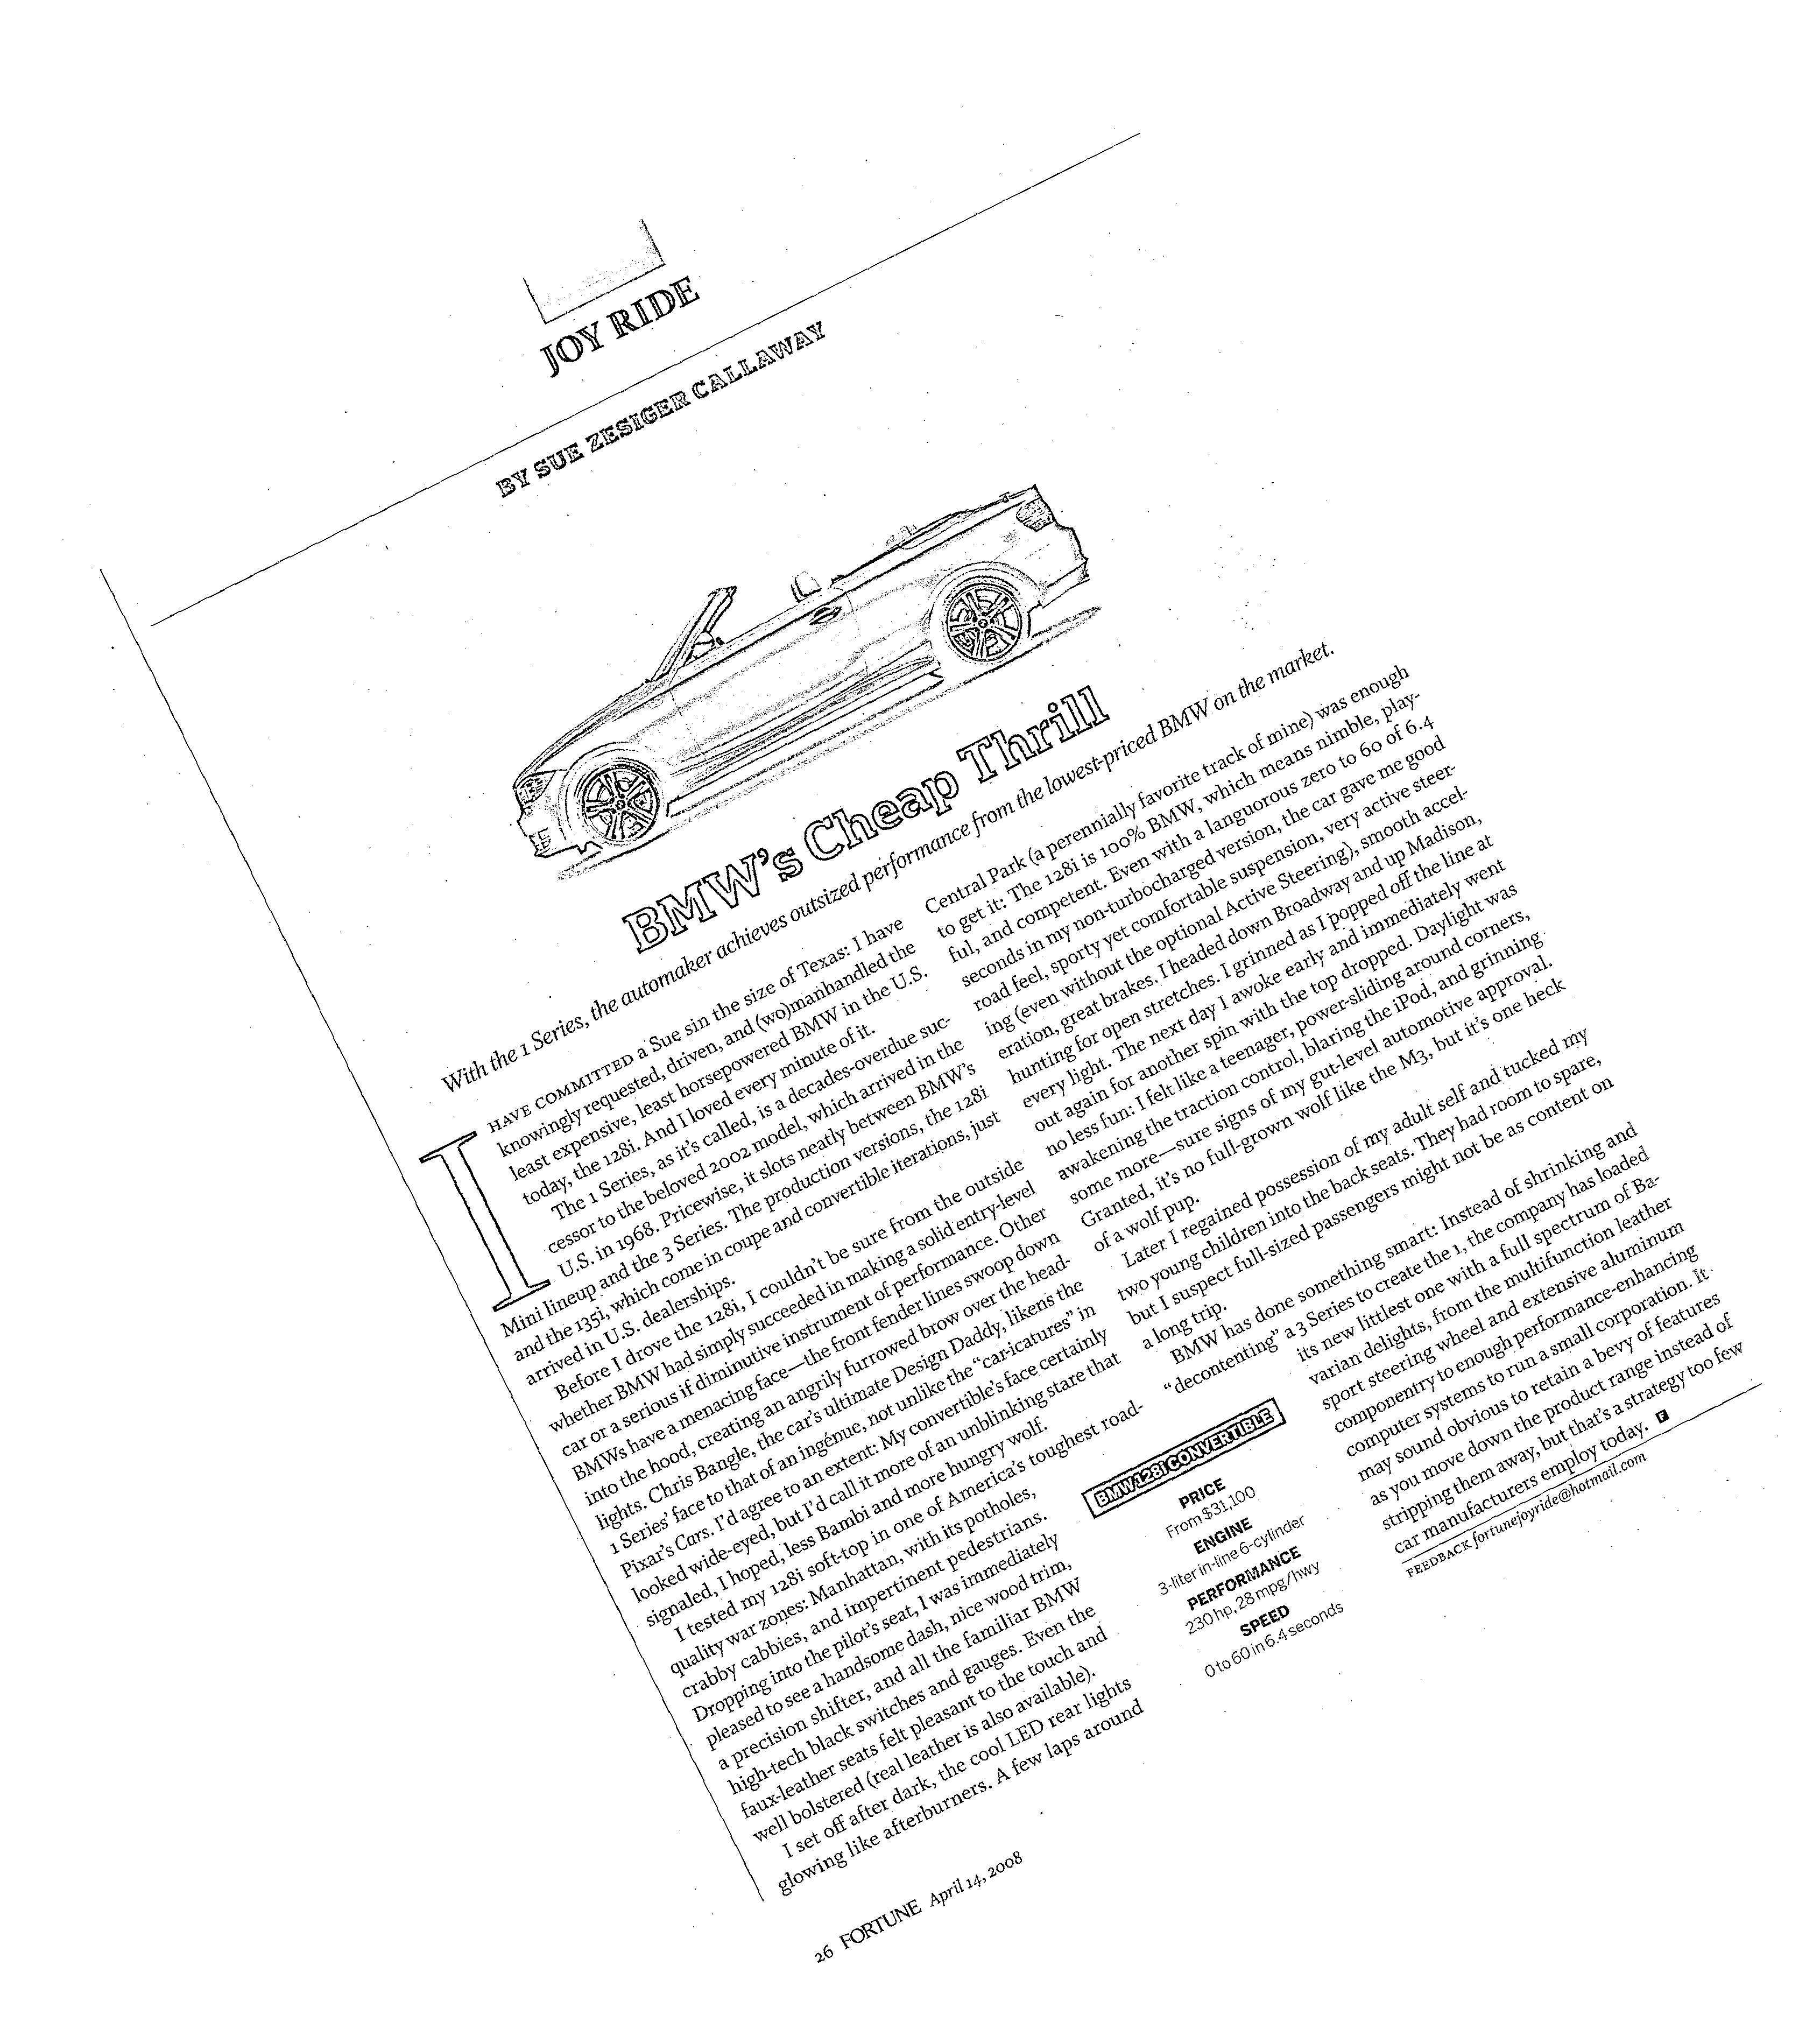 JOY RIDE
BY SUE ZESIGER CALLAWAY
BMW's Cheap Thrill
With the 1 Series, the automaker achieves outsized performance from the lowest-priced BMW on the market.
I HAVE COMMITTED a Sue sin the size of Texas: I have
knowingly requested, driven, and (wo)manhandled the
least expensive, least horsepowered BMW in the U.S.
today, the 128i. And I loved every minute of it.
The 1 Series, as it's called, is a decades-overdue suc-
cessor to the beloved 2002 model, which arrived in the
U.S. in 1968. Pricewise, it slots neatly between BMW's
Mini lineup and the 3 Series. The production versions, the 128i
and the 135i, which come in coupe and convertible iterations, just
arrived in U.S. dealerships.
Before I drove the 128i, I couldn't be sure from the outside
whether BMW had simply succeeded in making a solid entry-level
car or a serious if diminutive instrument of performance. Other
BMWs have a menacing face—the front fender lines swoop down
into the hood, creating an angrily furrowed brow over the head-
lights. Chris Bangle, the car's ultimate Design Daddy, likens the
1 Series' face to that of an ingénue, not unlike the "car-icatures" in
Pixar's Cars. I'd agree to an extent: My convertible's face certainly
looked wide-eyed, but I'd call it more of an unblinking stare that
signaled, I hoped, less Bambi and more hungry wolf.
I tested my 128i soft-top in one of America's toughest road-
quality war zones: Manhattan, with its potholes,
crabby cabbies, and impertinent pedestrians.
Dropping into the pilot's seat, I was immediately
pleased to see a handsome dash, nice wood trim,
a precision shifter, and all the familiar BMW
high-tech black switches and gauges. Even the
faux-leather seats felt pleasant to the touch and
well bolstered (real leather is also available).
I set off after dark, the cool LED rear lights
glowing like afterburners. A few laps around
Central Park (a perennially favorite track of mine) was enough
to get it: The 128i is 100% BMW, which means nimble, play-
ful, and competent. Even with a languorous zero to 60 of 6.4
seconds in my non-turbocharged version, the car gave me good
road feel, sporty yet comfortable suspension, very active steer-
ing (even without the optional Active Steering), smooth accel-
eration, great brakes. I headed down Broadway and up Madison,
hunting for open stretches. I grinned as I popped off the line at
every light. The next day I awoke early and immediately went
out again for another spin with the top dropped. Daylight was
no less fun: I felt like a teenager, power-sliding around corners,
awakening the traction control, blaring the iPod, and grinning
some more—sure signs of my gut-level automotive approval.
Granted, it's no full-grown wolf like the M3, but it's one heck
of a wolf pup.
Later I regained possession of my adult self and tucked my
two young children into the back seats. They had room to spare,
but I suspect full-sized passengers might not be as content on
a long trip.
BMW has done something smart: Instead of shrinking and
"decontenting" a 3 Series to create the 1, the company has loaded
its new littlest one with a full spectrum of Ba-
varian delights, from the multifunction leather
sport steering wheel and extensive aluminum
componentry to enough performance-enhancing
computer systems to run a small corporation. It
may sound obvious to retain a bevy of features
as you move down the product range instead of
stripping them away, but that's a strategy too few
car manufacturers employ today. F
FEEDBACK fortunejoyride@hotmail.com
BMW 128i CONVERTIBLE
PRICE
From $31,100
ENGINE
3-liter in-line 6-cylinder
PERFORMANCE
230 hp, 28 mpg/hwy
SPEED
0 to 60 in 6.4 seconds
26 FORTUNE April 14, 2008